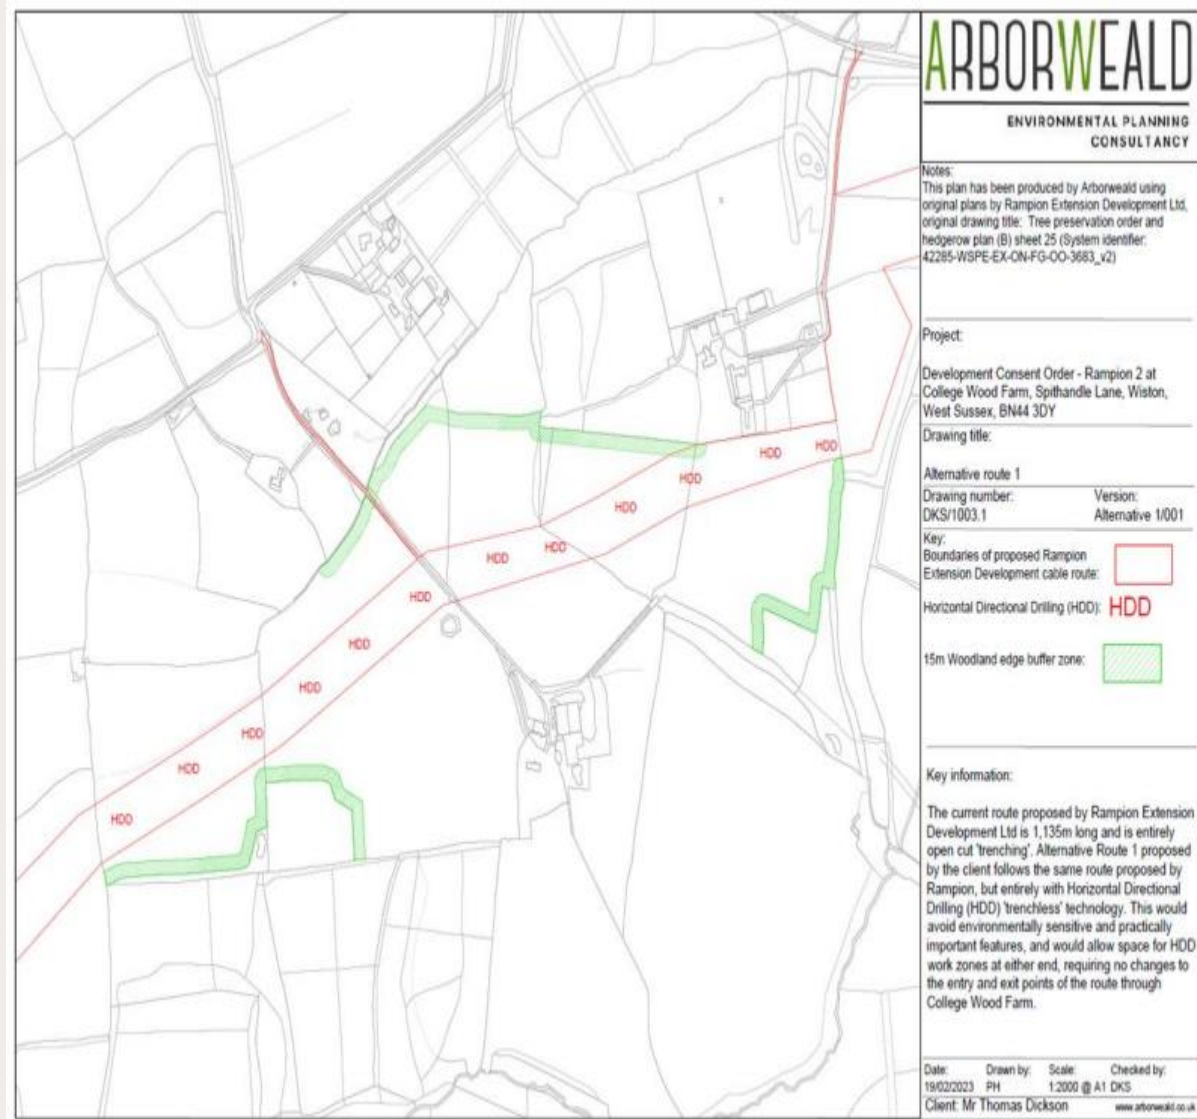 ARBORWEALD
ENVIRONMENTAL PLANNING
CONSULTANCY
Notes:
This plan has been produced by Arborweald using
original plans by Rampion Extension Development Ltd,
original drawing title: Tree preservation order and
hedgerow plan (B) sheet 25 (System identifier:
42285-WSPE-EX-ON-FG-OO-3683_v2)
Project:
Development Consent Order - Rampion 2 at
College Wood Farm, Spithandle Lane, Wiston,
West Sussex, BN44 3DY
Drawing title:
Alternative route 1
Drawing number: Version:
DKS/1003.1 Alternative 1/001
Key:
Boundaries of proposed Rampion
Extension Development cable route:
Horizontal Directional Drilling (HDD): HDD
15m Woodland edge buffer zone:
Key information:
The current route proposed by Rampion Extension
Development Ltd is 1,135m long and is entirely
open cut 'trenching'. Alternative Route 1 proposed
by the client follows the same route proposed by
Rampion, but entirely with Horizontal Directional
Drilling (HDD) 'trenchless' technology. This would
avoid environmentally sensitive and practically
important features, and would allow space for HDD
work zones at either end, requiring no changes to
the entry and exit points of the route through
College Wood Farm.
Date: Drawn by: Scale: Checked by:
19/02/2023 PH 1:2000 @ A1 DKS
Client: Mr Thomas Dickson www.arborweald.co.uk
HDD
HDD
HDD
HDD
HDD
HDD
HDD
HDD
HDD
HDD
HDD
HDD